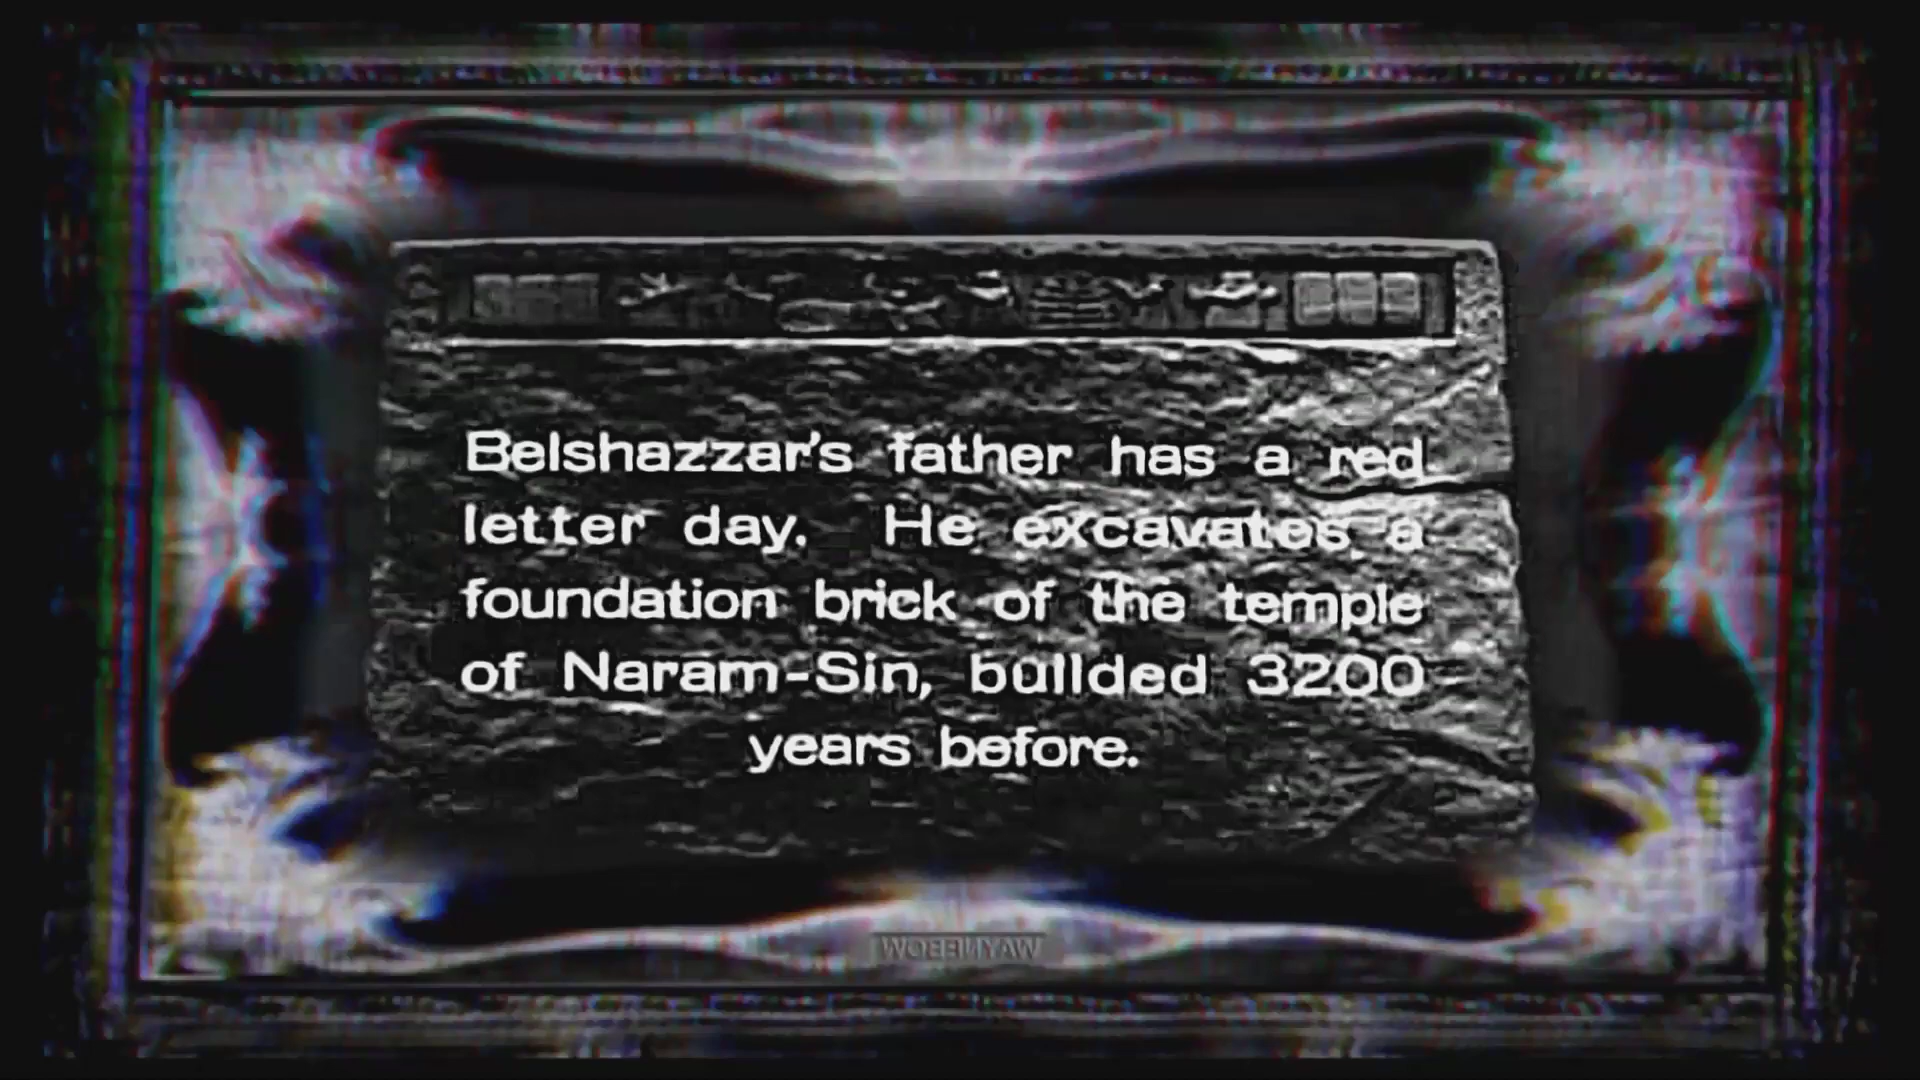 Belshazzar's father has a red
letter day. He excavates a
foundation brick of the temple
of Naram-Sin, builded 3200
years before.